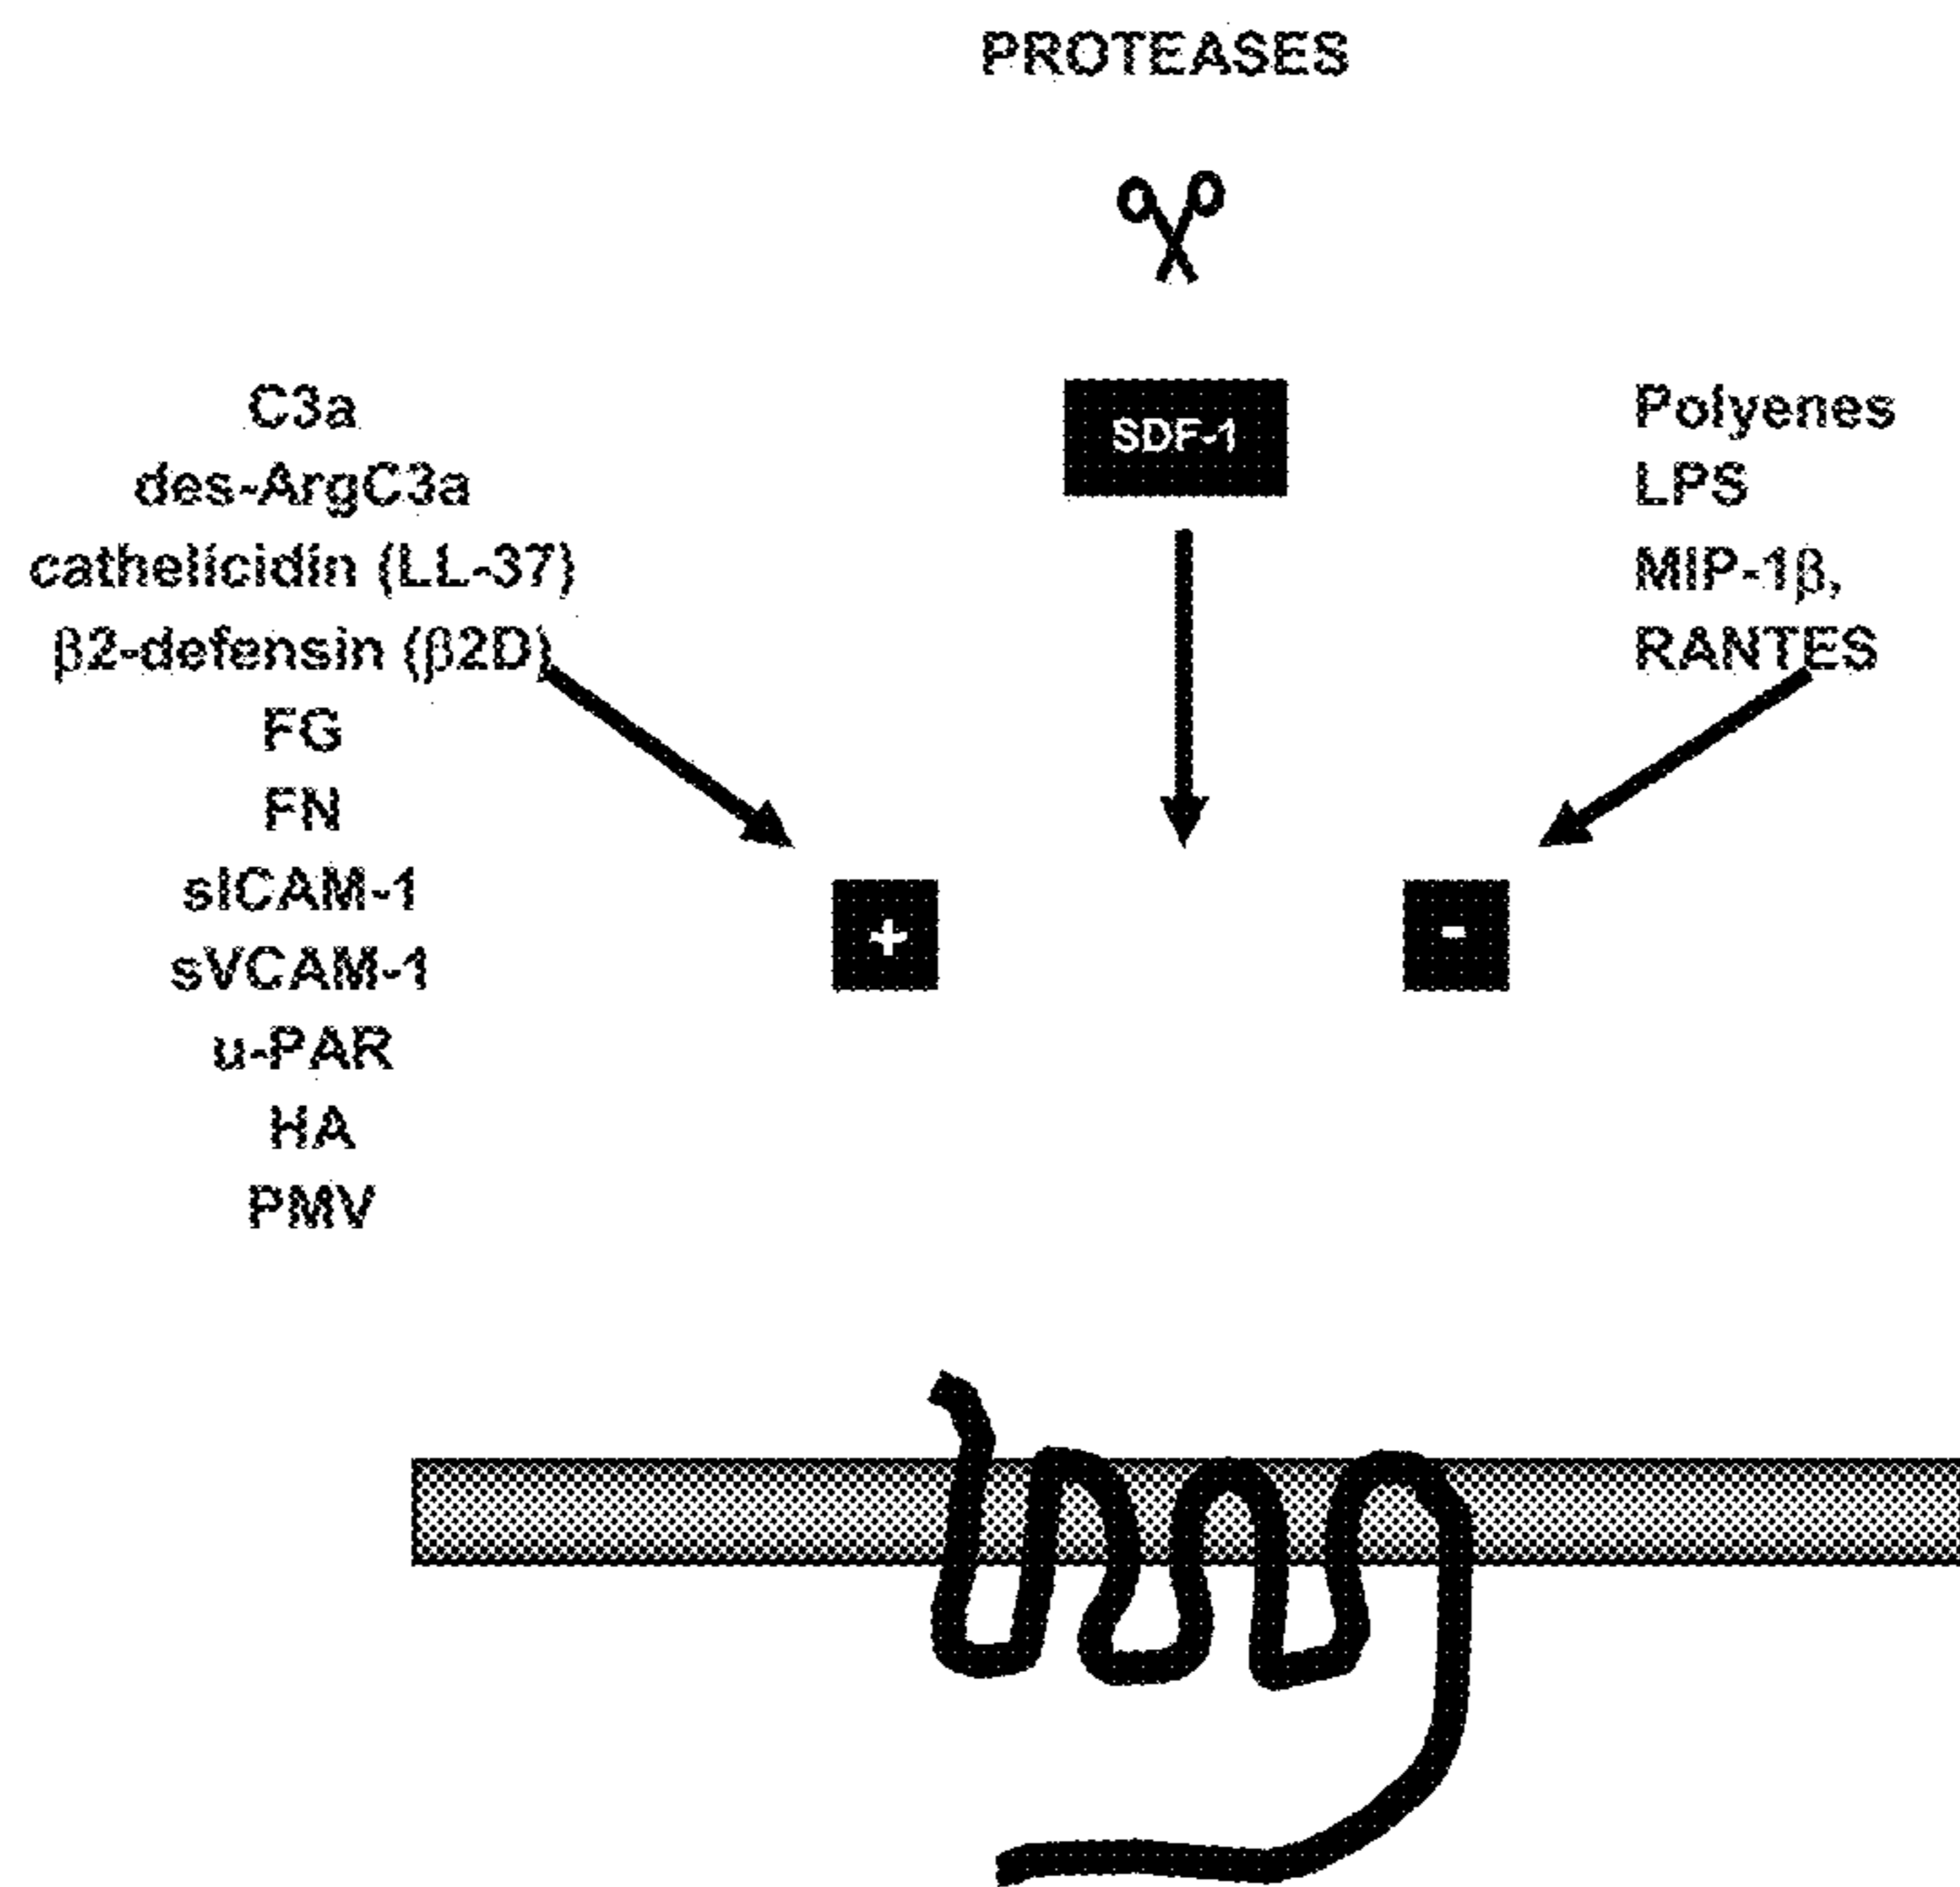 PROTEASES
C3a
des-ArgC3a
cathelicidin (LL-37)
β2-defensin (β2D)
FG
FN
sICAM-1
sVCAM-1
u-PAR
HA
PMV
SDF-1
+
-
Polyenes
LPS
MIP-1β,
RANTES